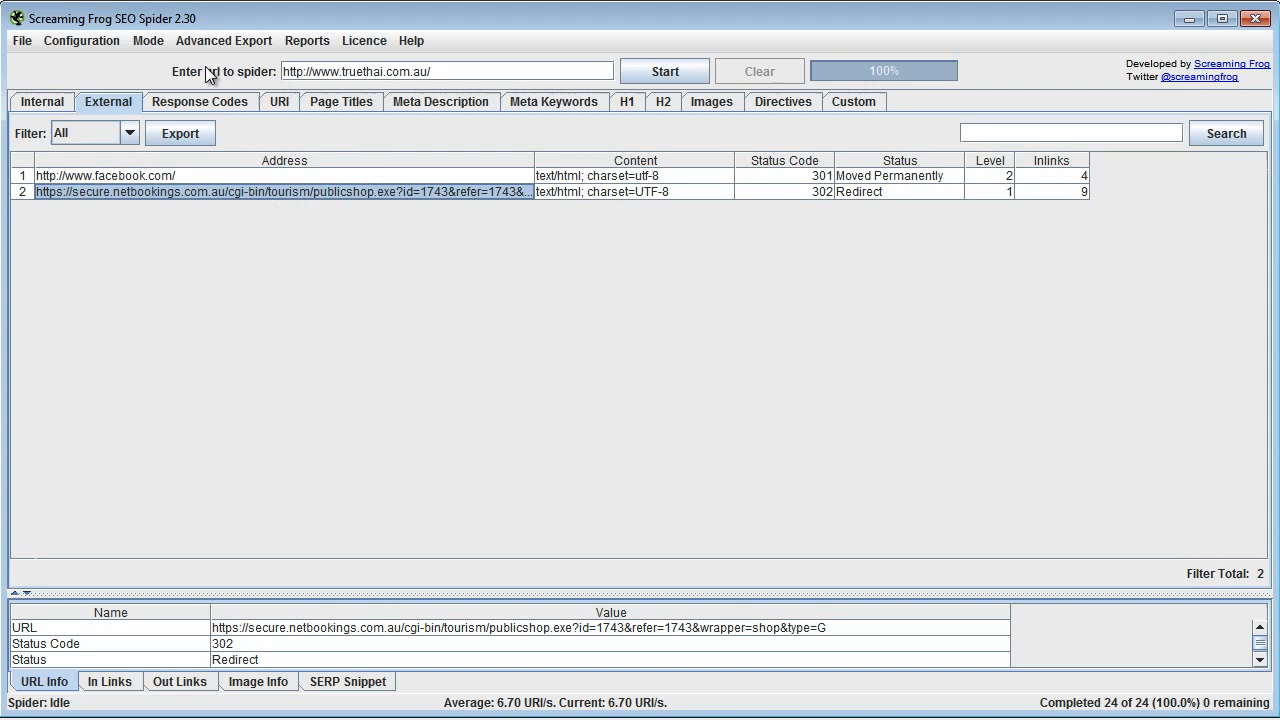 Screaming Frog SEO Spider 2.30
File Configuration Mode Advanced Export Reports Licence Help
Enter url to spider: http://www.truethai.com.au/ Start Clear 100% Developed by Screaming Frog
Twitter @screamingfrog
Internal External Response Codes URI Page Titles Meta Description Meta Keywords H1 H2 Images Directives Custom
Filter: All Export Search
Address Content Status Code Status Level Inlinks
1 http://www.facebook.com/ text/html; charset=utf-8 301 Moved Permanently 2 4
2 https://secure.netbookings.com.au/cgi-bin/tourism/publicshop.exe?id=1743&refer=1743&... text/html; charset=UTF-8 302 Redirect 1 9
Filter Total: 2
Name Value
URL https://secure.netbookings.com.au/cgi-bin/tourism/publicshop.exe?id=1743&refer=1743&wrapper=shop&type=G
Status Code 302
Status Redirect
URL Info In Links Out Links Image Info SERP Snippet
Spider: Idle Average: 6.70 URI/s. Current: 6.70 URI/s. Completed 24 of 24 (100.0%) 0 remaining